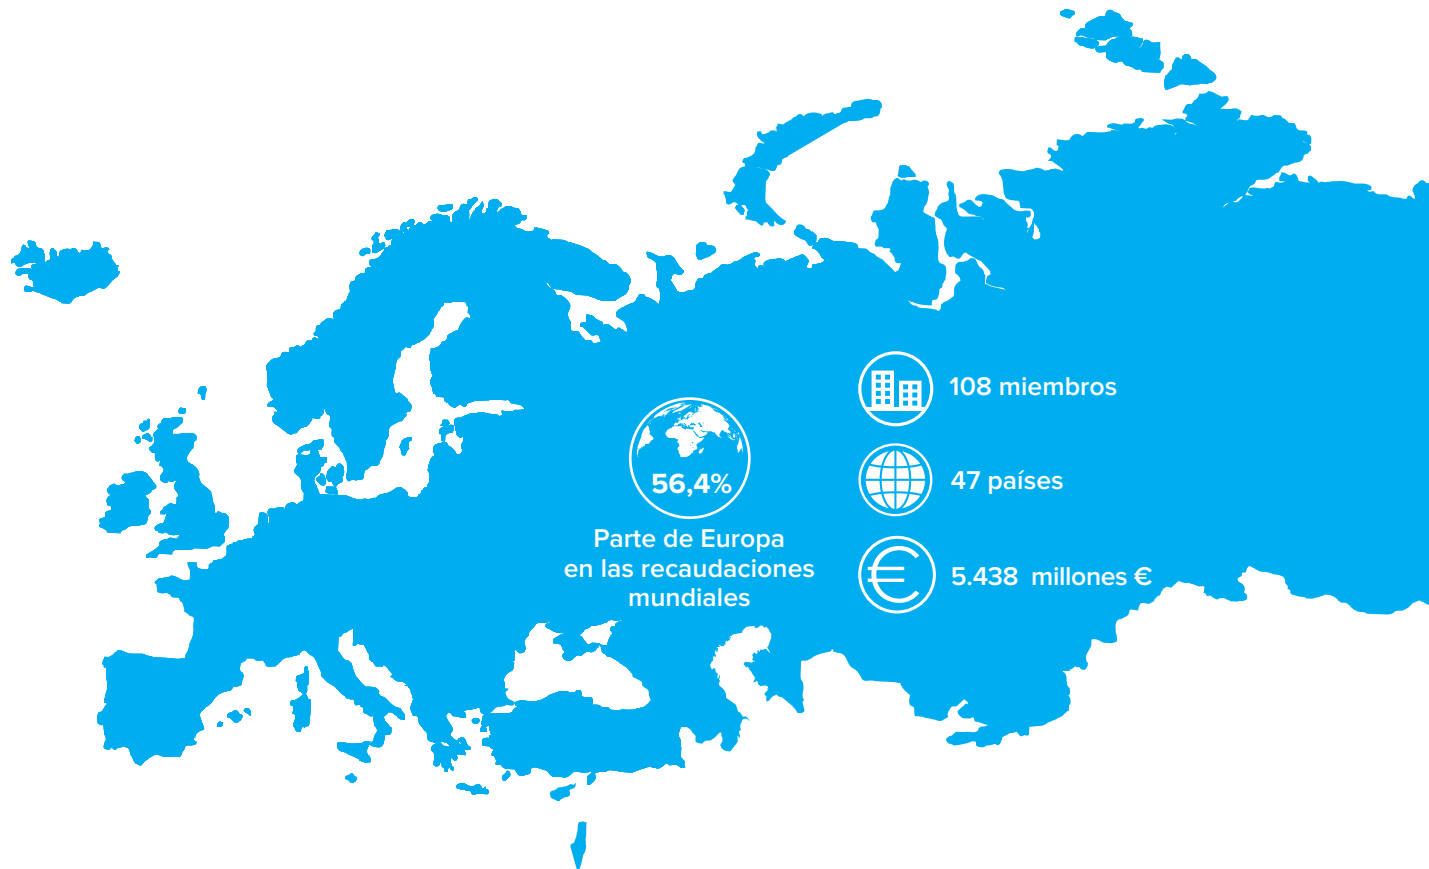 56,4%
Parte de Europa
en las recaudaciones
mundiales
108 miembros
47 países
5.438 millones €